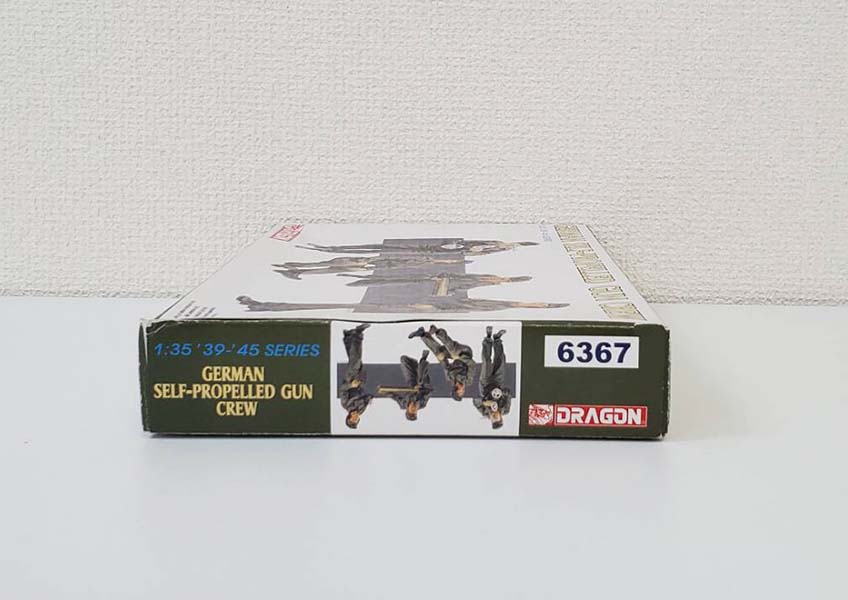 1:35 '39-'45 SERIES
GERMAN
SELF-PROPELLED GUN
CREW
6367
DRAGON